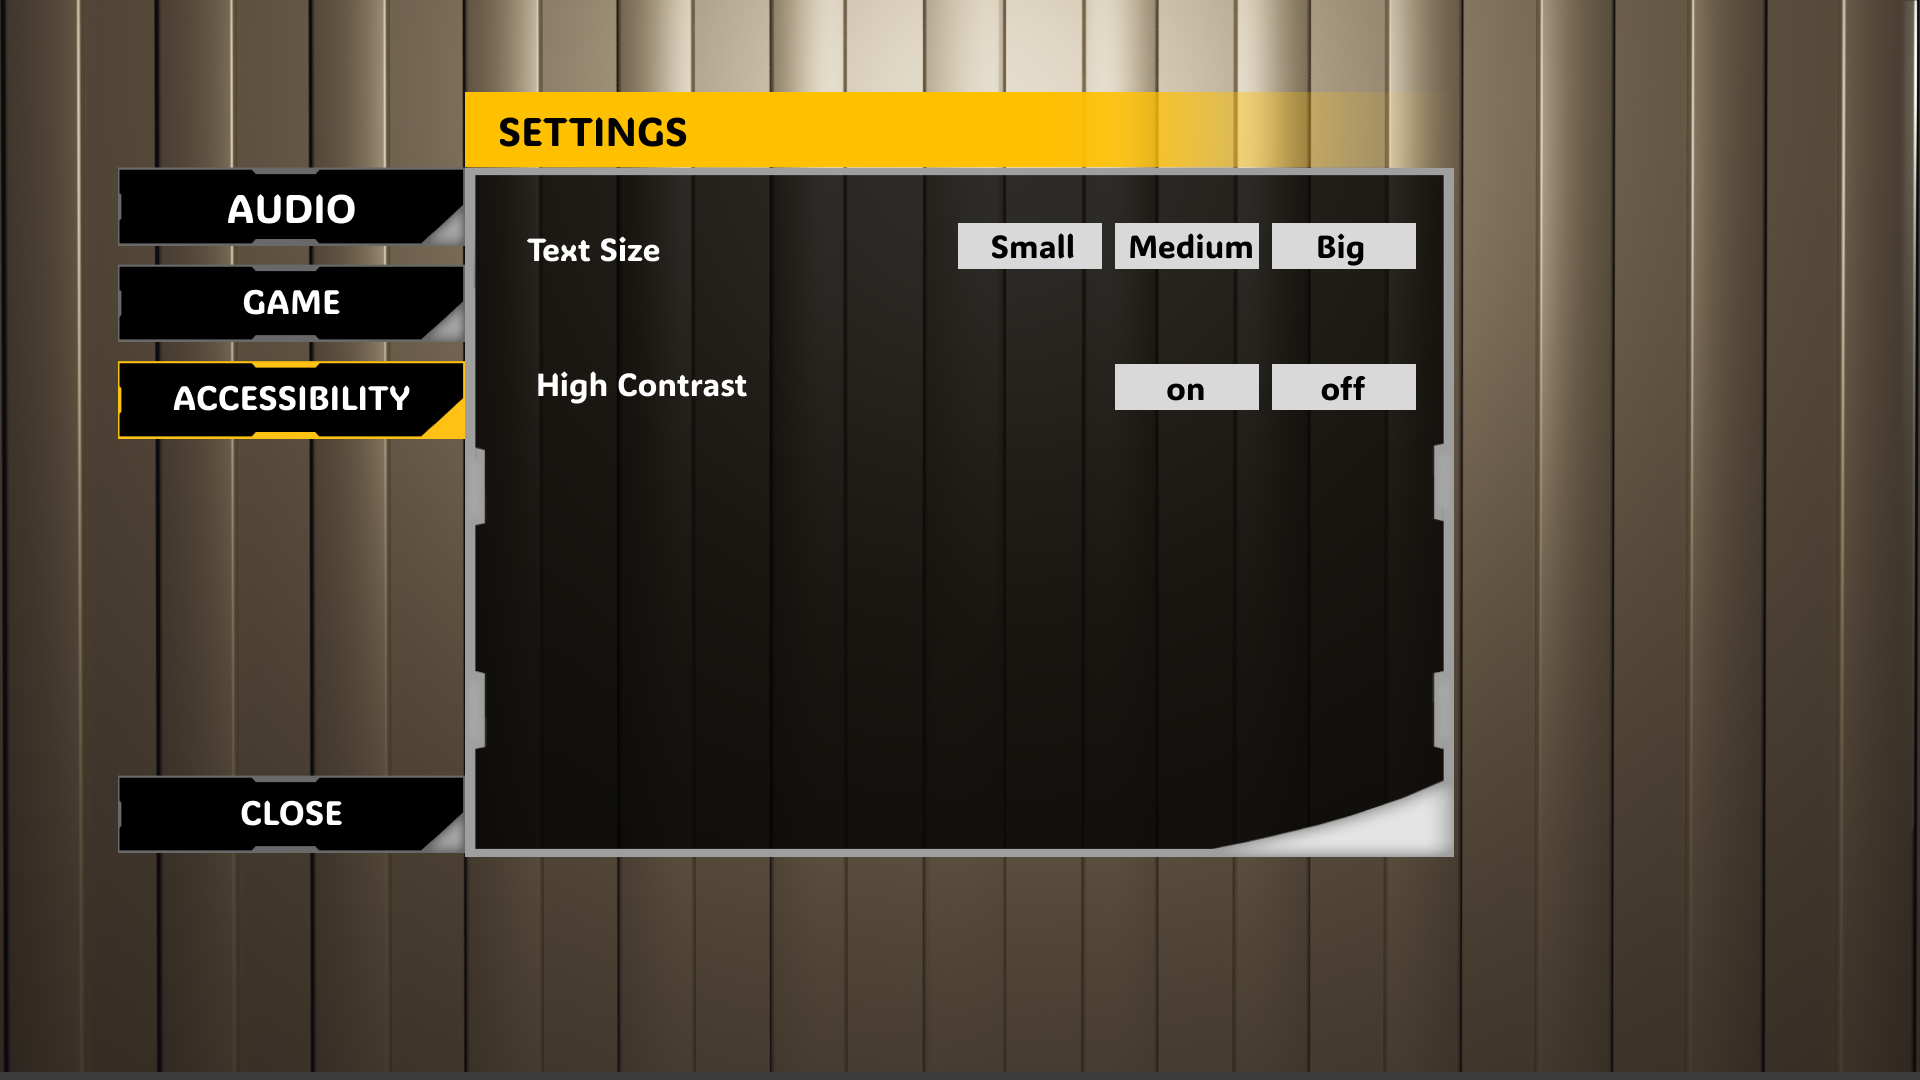 SETTINGS
AUDIO
GAME
ACCESSIBILITY
CLOSE
Text Size Small Medium Big
High Contrast on off